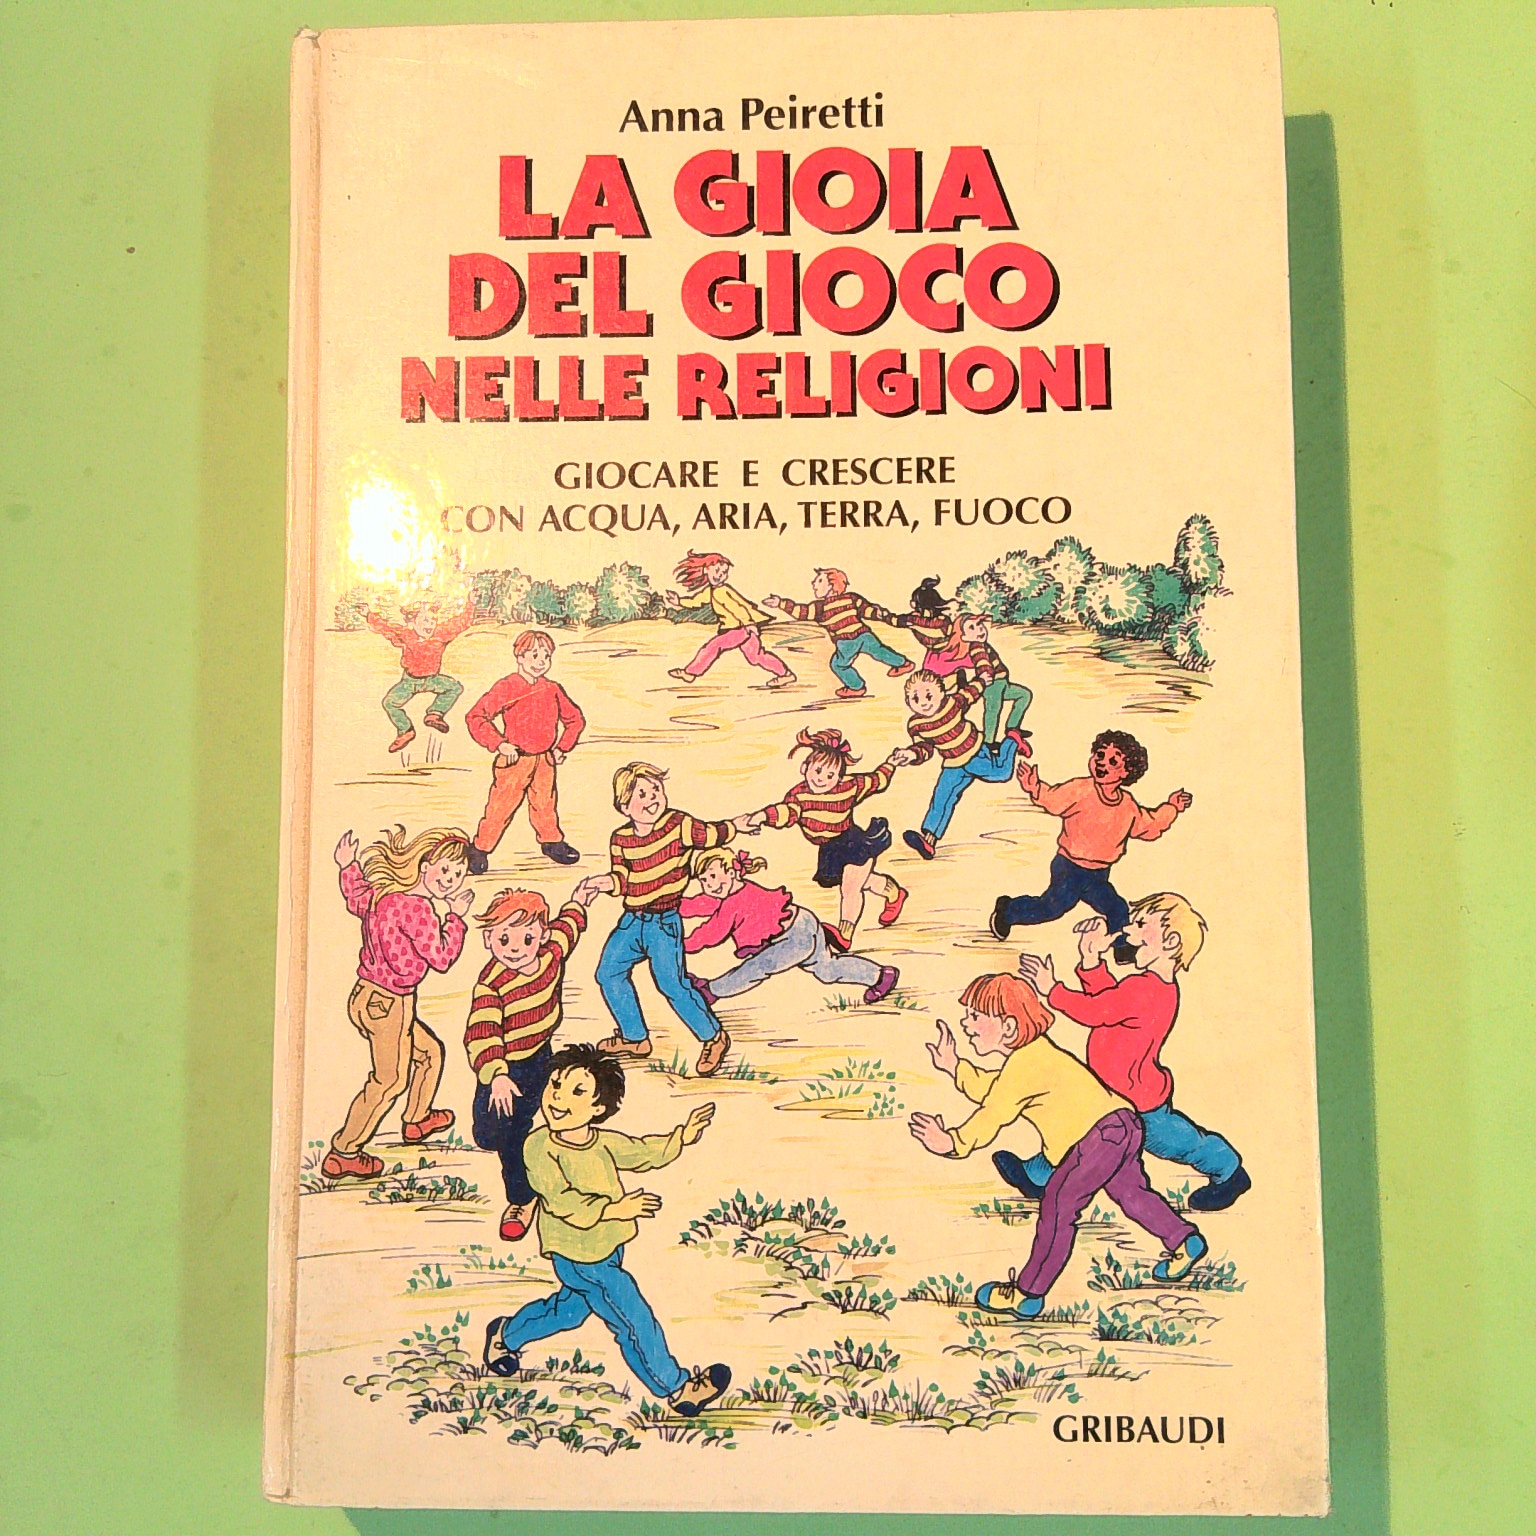 Anna Peiretti
LA GIOIA
DEL GIOCO
NELLE RELIGIONI
GIOCARE E CRESCERE
CON ACQUA, ARIA, TERRA, FUOCO
GRIBAUDI